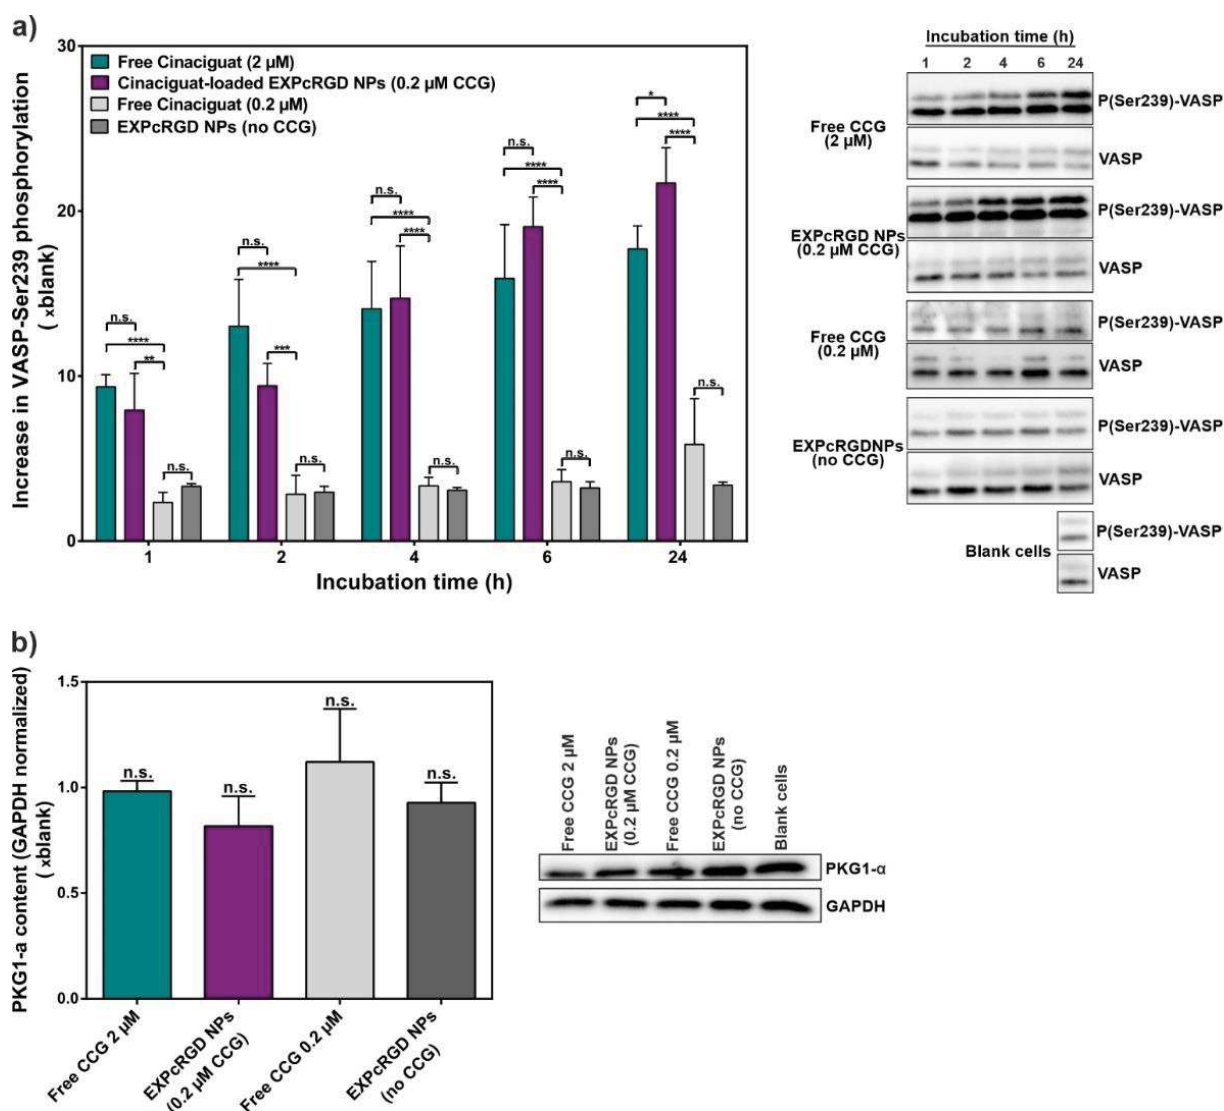 a)
30
20
10
0
Increase in VASP-Ser239 phosphorylation
( xblank)
Free Cinaciguat (2 µM)
Cinaciguat-loaded EXPcRGD NPs (0.2 µM CCG)
Free Cinaciguat (0.2 µM)
EXPcRGD NPs (no CCG)
n.s.
****
**
n.s.
n.s.
****
***
n.s.
n.s.
****
****
n.s.
n.s.
****
****
n.s.
*
****
****
n.s.
1 2 4 6 24
Incubation time (h)
Incubation time (h)
1 2 4 6 24
Free CCG
(2 µM)
P(Ser239)-VASP
VASP
EXPcRGD NPs
(0.2 µM CCG)
P(Ser239)-VASP
VASP
Free CCG
(0.2 µM)
P(Ser239)-VASP
VASP
EXPcRGDNPs
(no CCG)
P(Ser239)-VASP
VASP
Blank cells
P(Ser239)-VASP
VASP
b)
1.5
1.0
0.5
0.0
PKG1-a content (GAPDH normalized)
( xblank)
n.s.
n.s.
n.s.
n.s.
Free CCG 2 µM
EXPcRGD NPs
(0.2 µM CCG)
Free CCG 0.2 µM
EXPcRGD NPs
(no CCG)
Free CCG 2 µM
EXPcRGD NPs
(0.2 µM CCG)
Free CCG 0.2 µM
EXPcRGD NPs
(no CCG)
Blank cells
PKG1-α
GAPDH